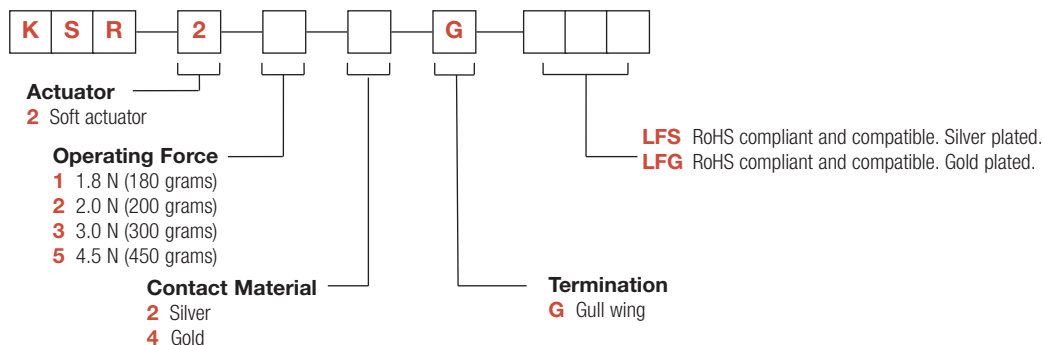 K S R 2 G
Actuator
2 Soft actuator
Operating Force
1 1.8 N (180 grams)
2 2.0 N (200 grams)
3 3.0 N (300 grams)
5 4.5 N (450 grams)
Contact Material
2 Silver
4 Gold
Termination
G Gull wing
LFS RoHS compliant and compatible. Silver plated.
LFG RoHS compliant and compatible. Gold plated.